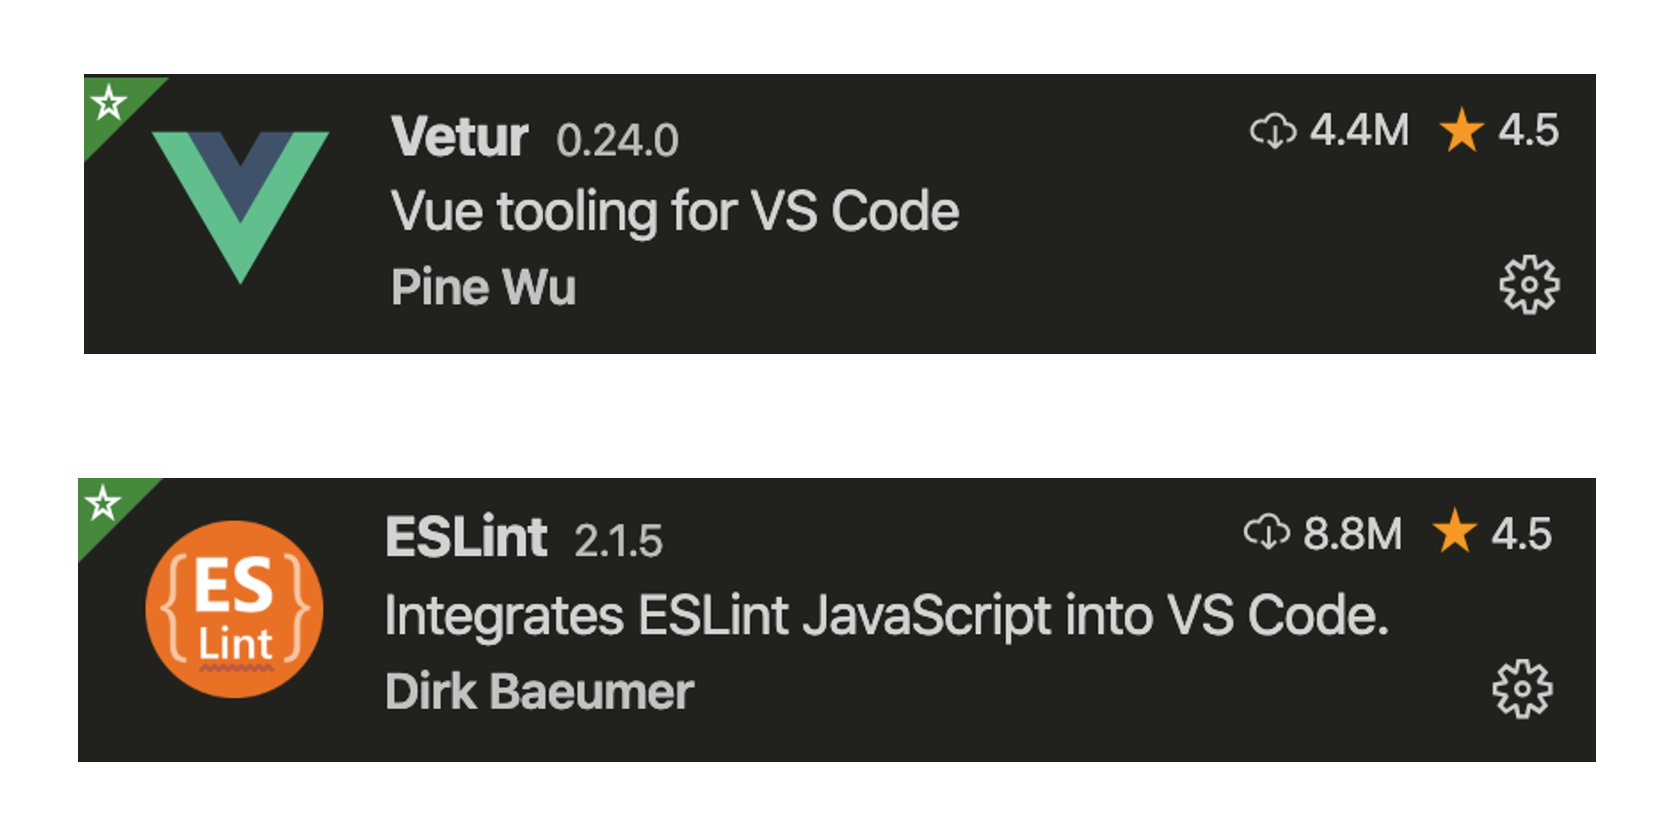 Vetur 0.24.0 4.4M 4.5
Vue tooling for VS Code
Pine Wu
{ES}
Lint
ESLint 2.1.5 8.8M 4.5
Integrates ESLint JavaScript into VS Code.
Dirk Baeumer